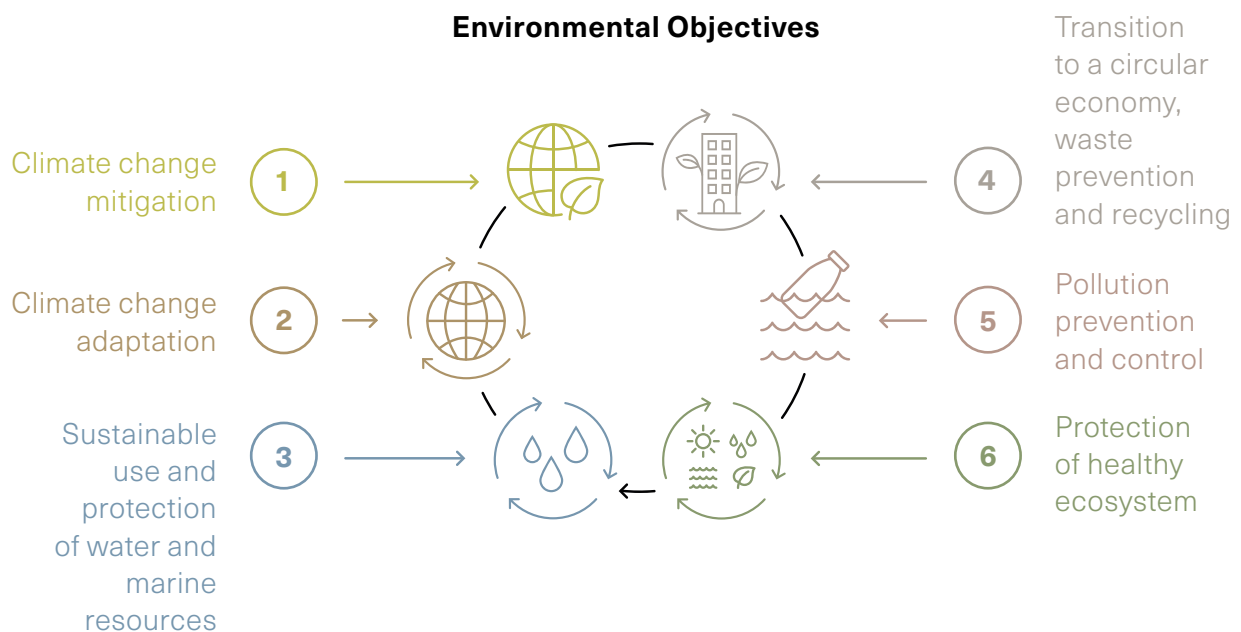 Environmental Objectives
1
Climate change
mitigation
2
Climate change
adaptation
3
Sustainable
use and
protection
of water and
marine
resources
4
Transition
to a circular
economy,
waste
prevention
and recycling
5
Pollution
prevention
and control
6
Protection
of healthy
ecosystem